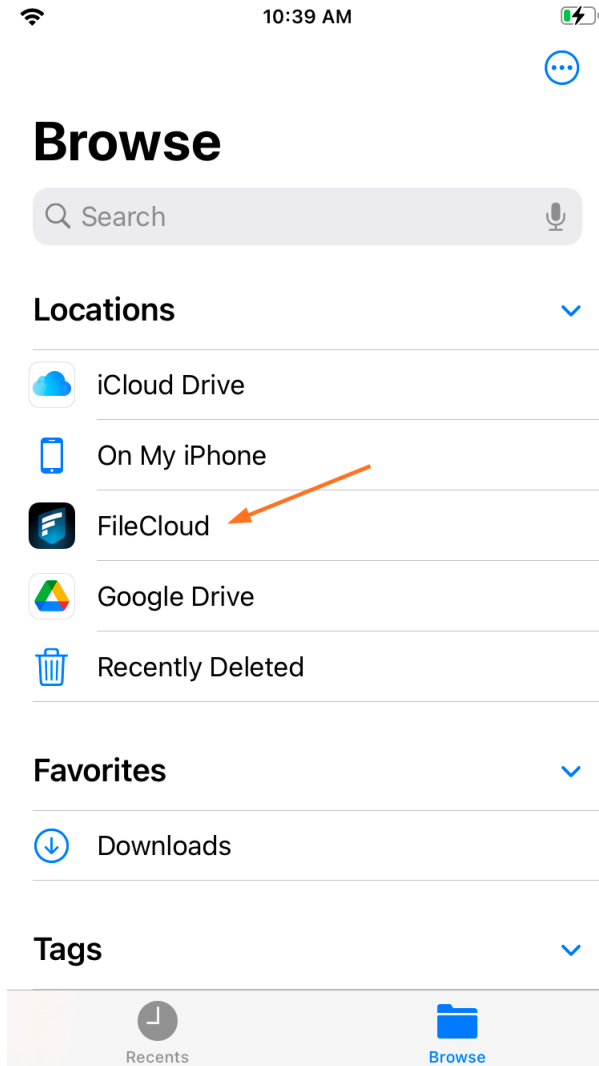 10:39 AM
Browse
Search
Locations
iCloud Drive
On My iPhone
FileCloud
Google Drive
Recently Deleted
Favorites
Downloads
Tags
Recents
Browse